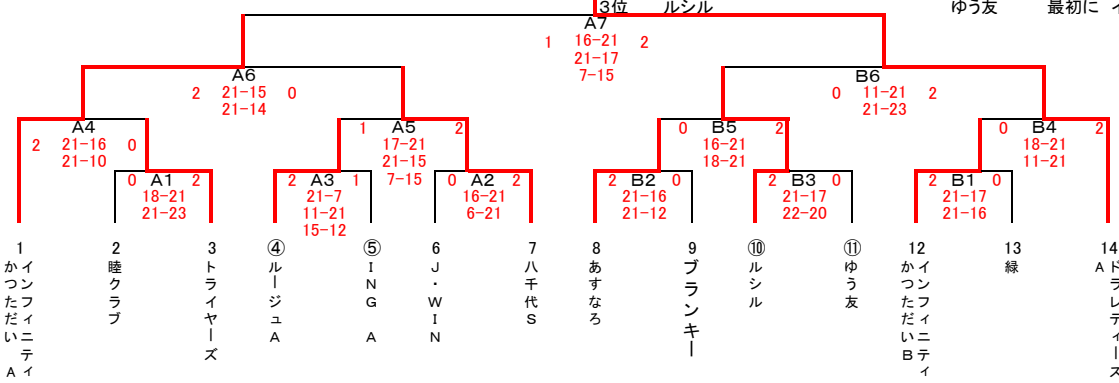 3位 ルシル ゆう友 最初に
A7
1 16-21 2
21-17
7-15
A6
2 21-15 0
21-14
B6
0 11-21 2
21-23
A4
2 21-16 0
21-10
1 A5 2
17-21
21-15
7-15
0 B5 2
16-21
18-21
0 B4 2
18-21
11-21
0 A1 2
18-21
21-23
2 A3 1
21-7
11-21
15-12
0 A2 2
16-21
6-21
2 B2 0
21-16
21-12
2 B3 0
21-17
22-20
2 B1 0
21-17
21-16
1 2 3 ④ ⑤ 6 7 8 9 ⑩ ⑪ 12 13 14
インフィニティ
かつただい A
睦クラブ
トライヤーズ
ルージュA
ING A
J・WIN
八千代S
あすなろ
ブランキー
ルシル
ゆう友
インフィニティ
かつただいB
緑
ドラレティーズ
A